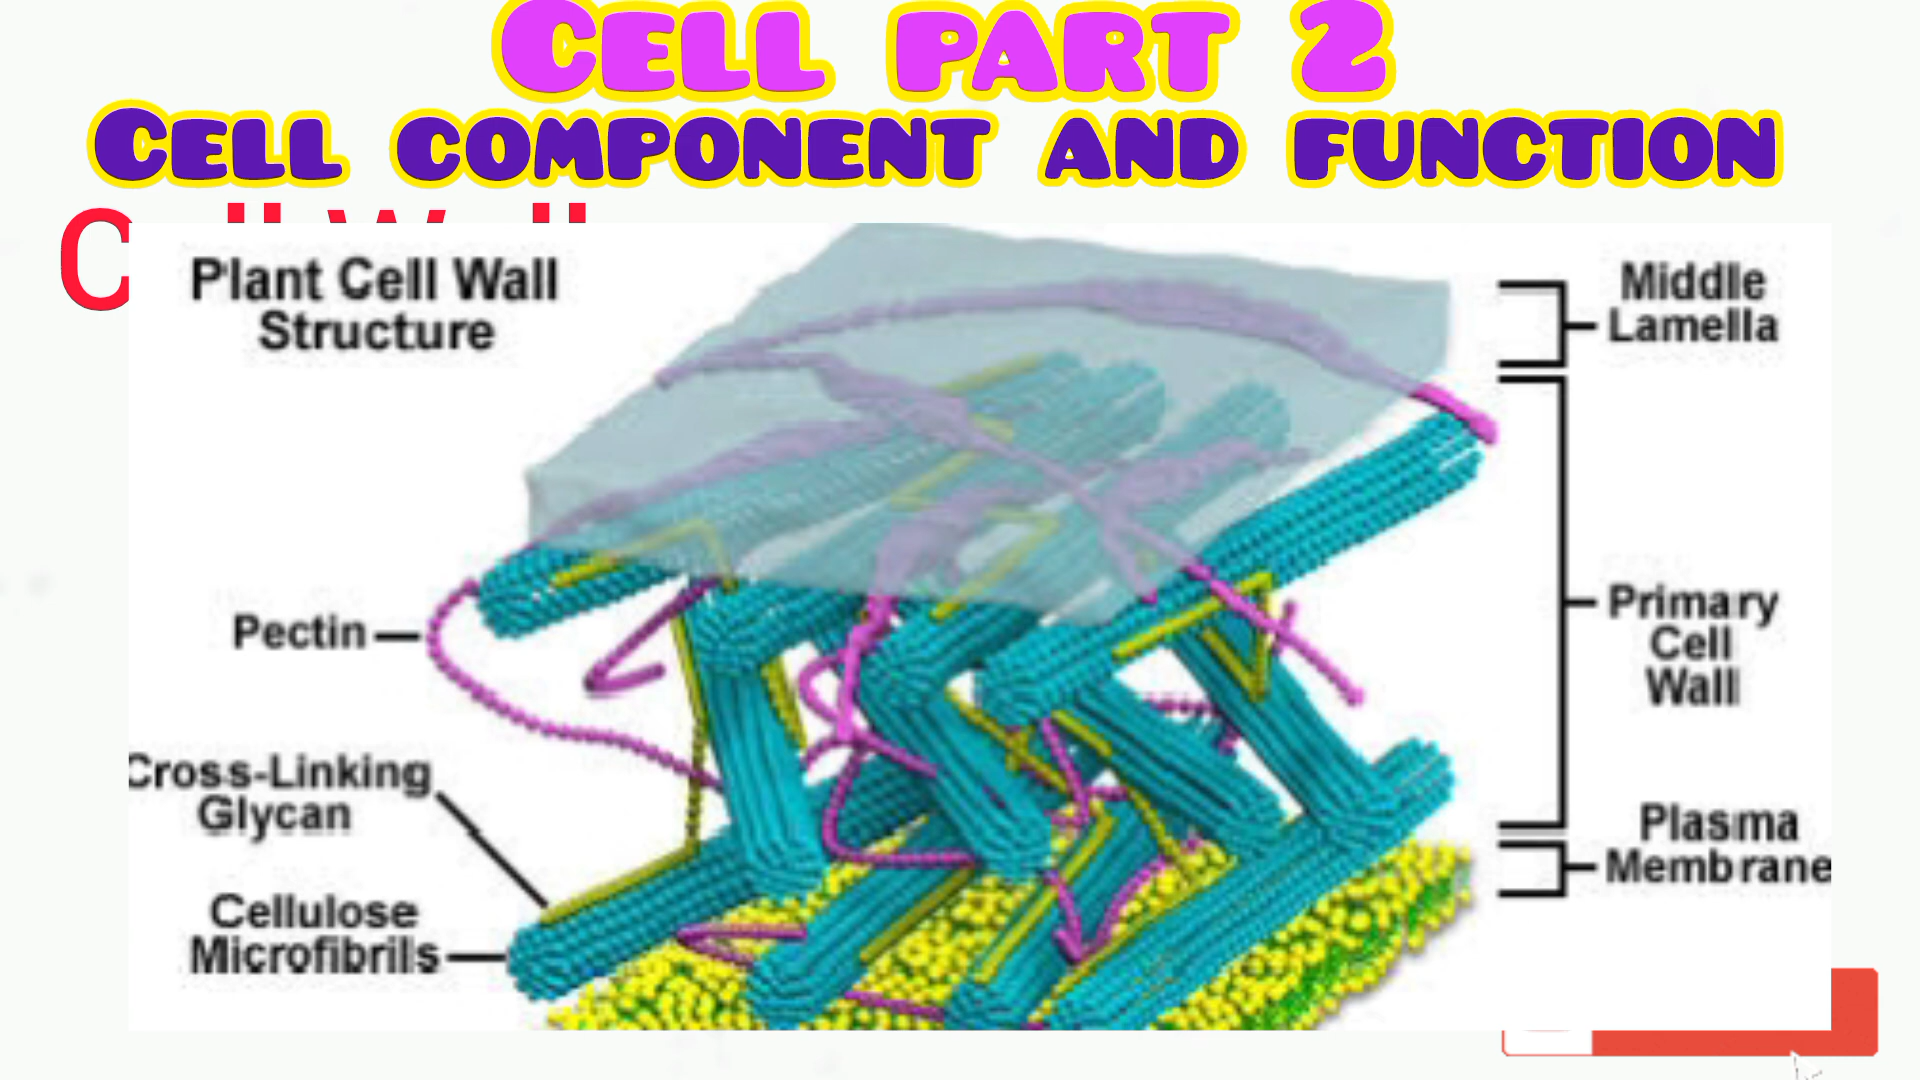 CELL PART 2
CELL COMPONENT AND FUNCTION
Plant Cell Wall
Structure
Middle
Lamella
Pectin
Primary
Cell
Wall
Cross-Linking
Glycan
Plasma
Membrane
Cellulose
Microfibrils